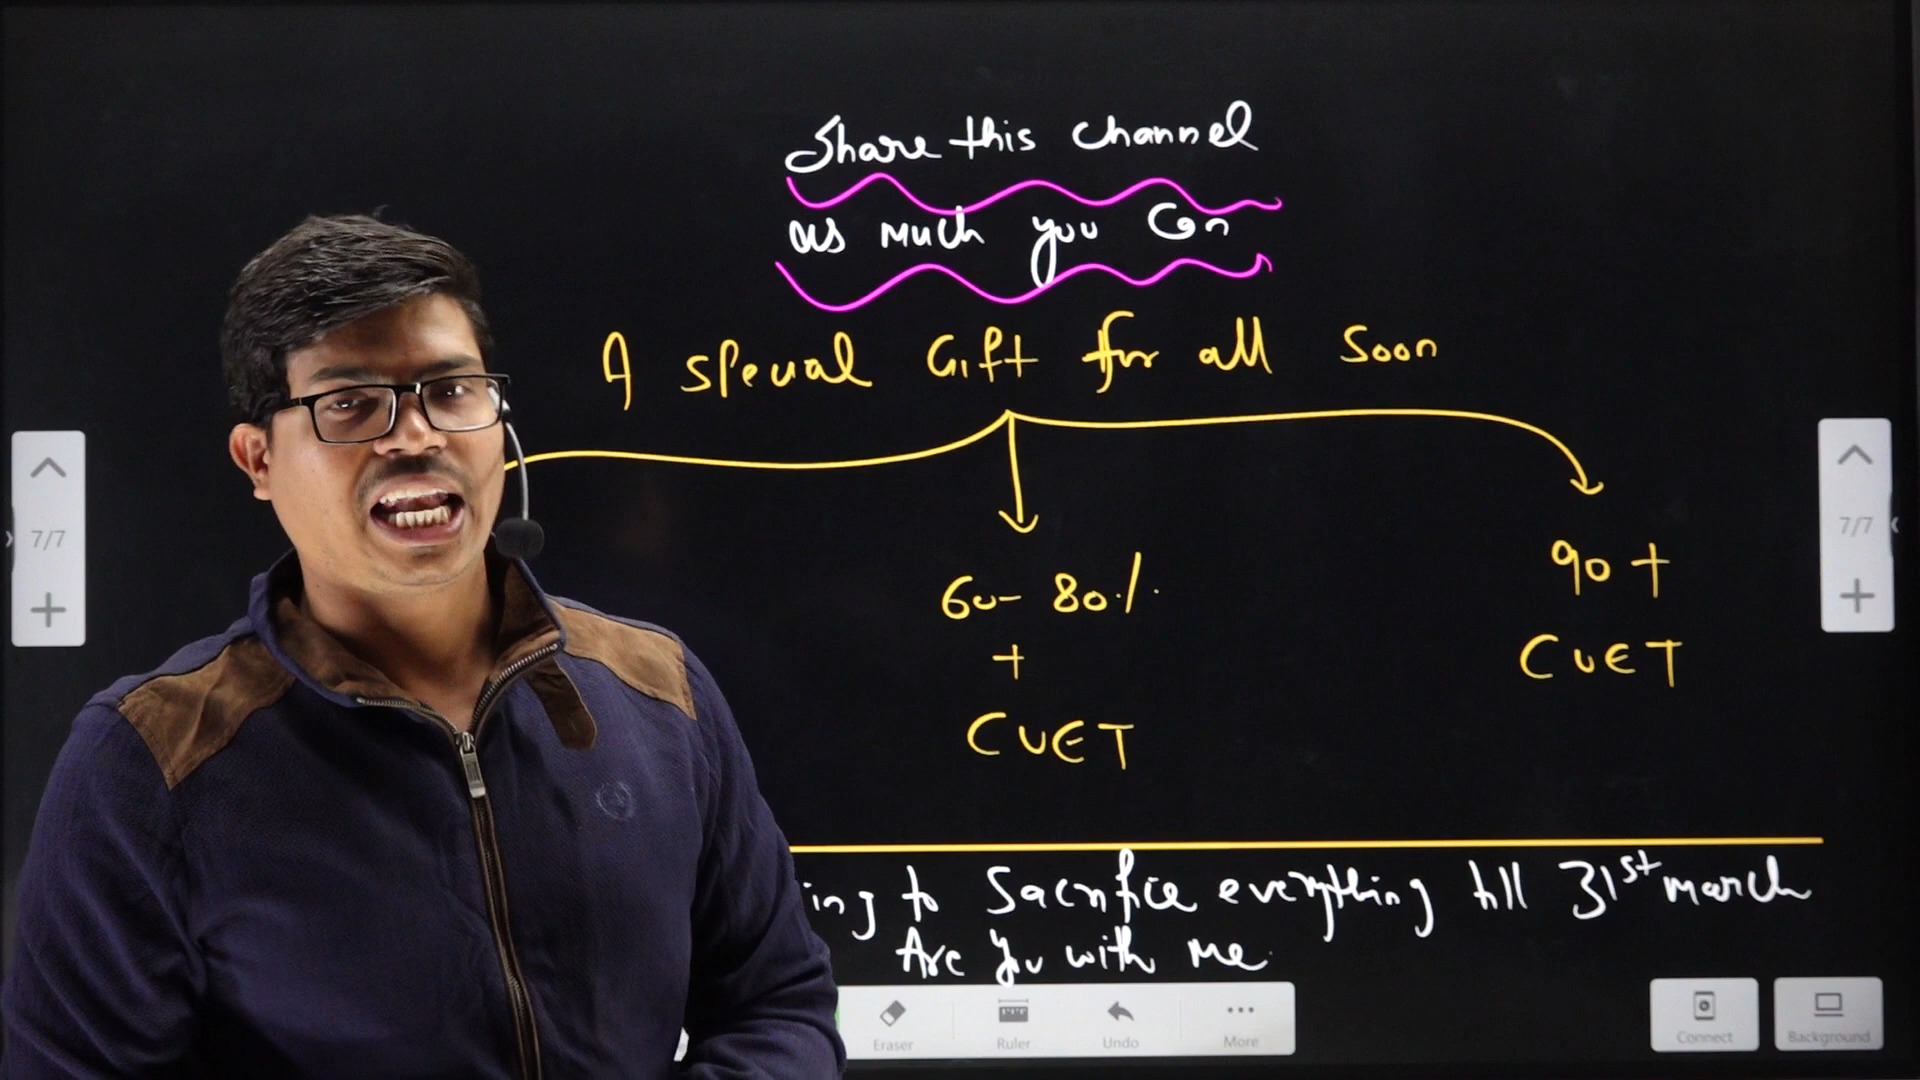 Share this channel
as much you can
A special Gift for all Soon
60- 80%
+
CUET
90 +
CUET
ing to Sacrifice everything till 31st march
Are you with me.
7/7
7/7
Eraser
Ruler
Undo
More
Connect
Background